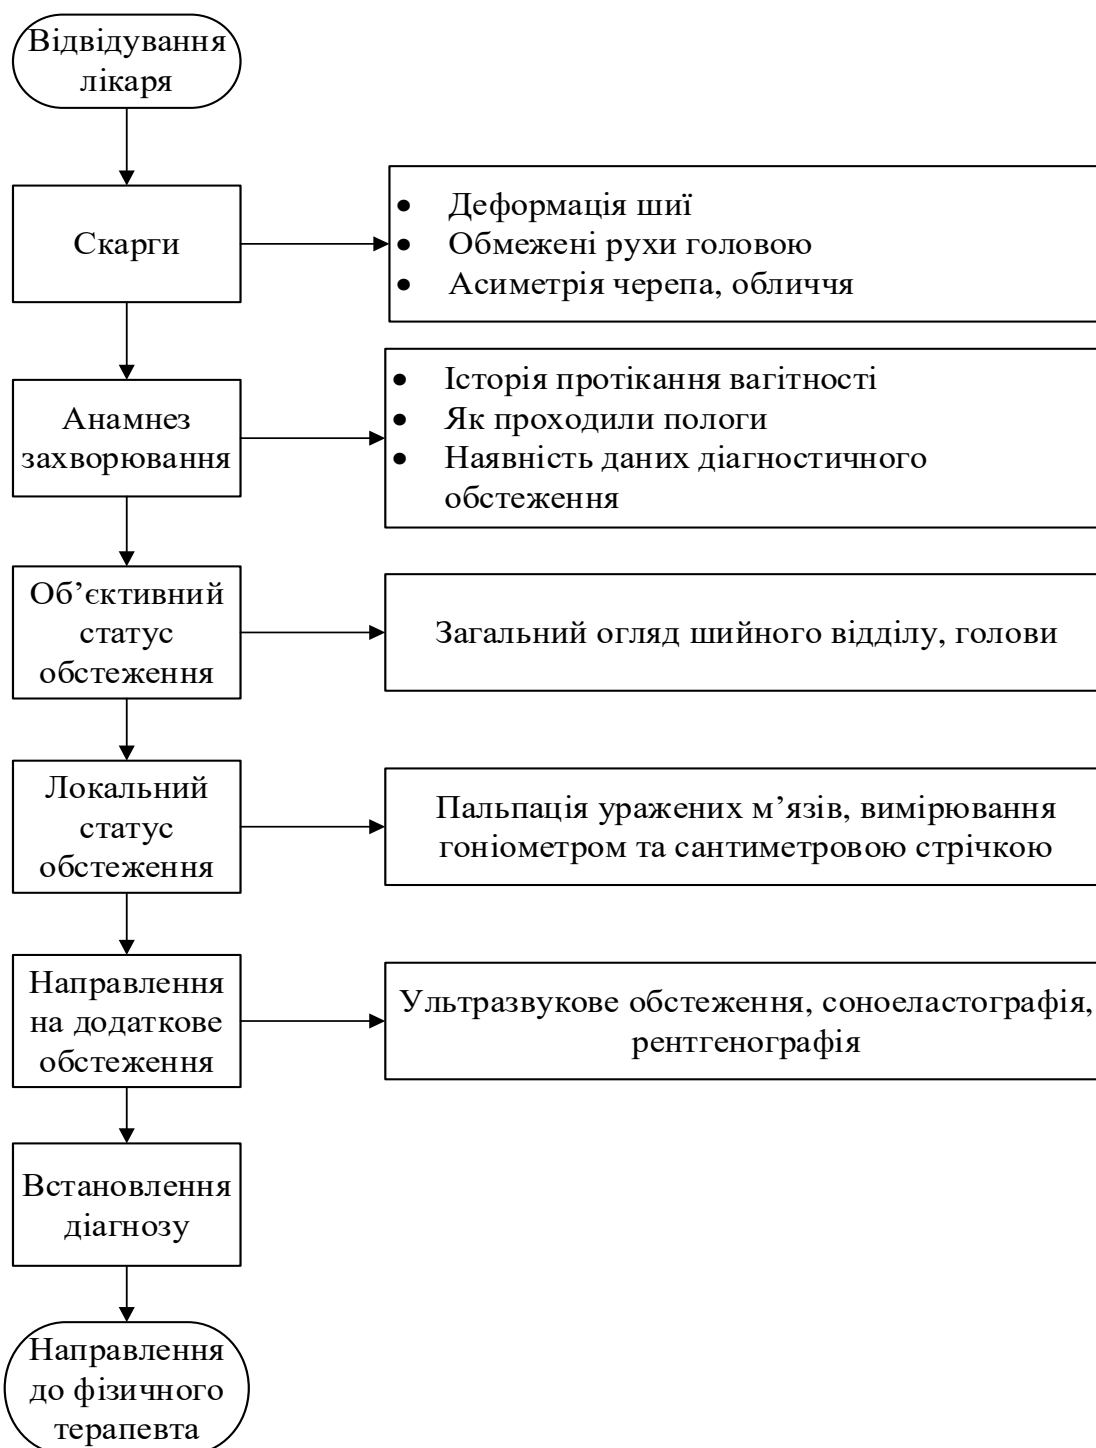 Відвідування
лікаря
Скарги
• Деформація шиї
• Обмежені рухи головою
• Асиметрія черепа, обличчя
Анамнез
захворювання
• Історія протікання вагітності
• Як проходили пологи
• Наявність даних діагностичного
обстеження
Об’єктивний
статус
обстеження
Загальний огляд шийного відділу, голови
Локальний
статус
обстеження
Пальпація уражених м’язів, вимірювання
гоніометром та сантиметровою стрічкою
Направлення
на додаткове
обстеження
Ультразвукове обстеження, соноеластографія,
рентгенографія
Встановлення
діагнозу
Направлення
до фізичного
терапевта